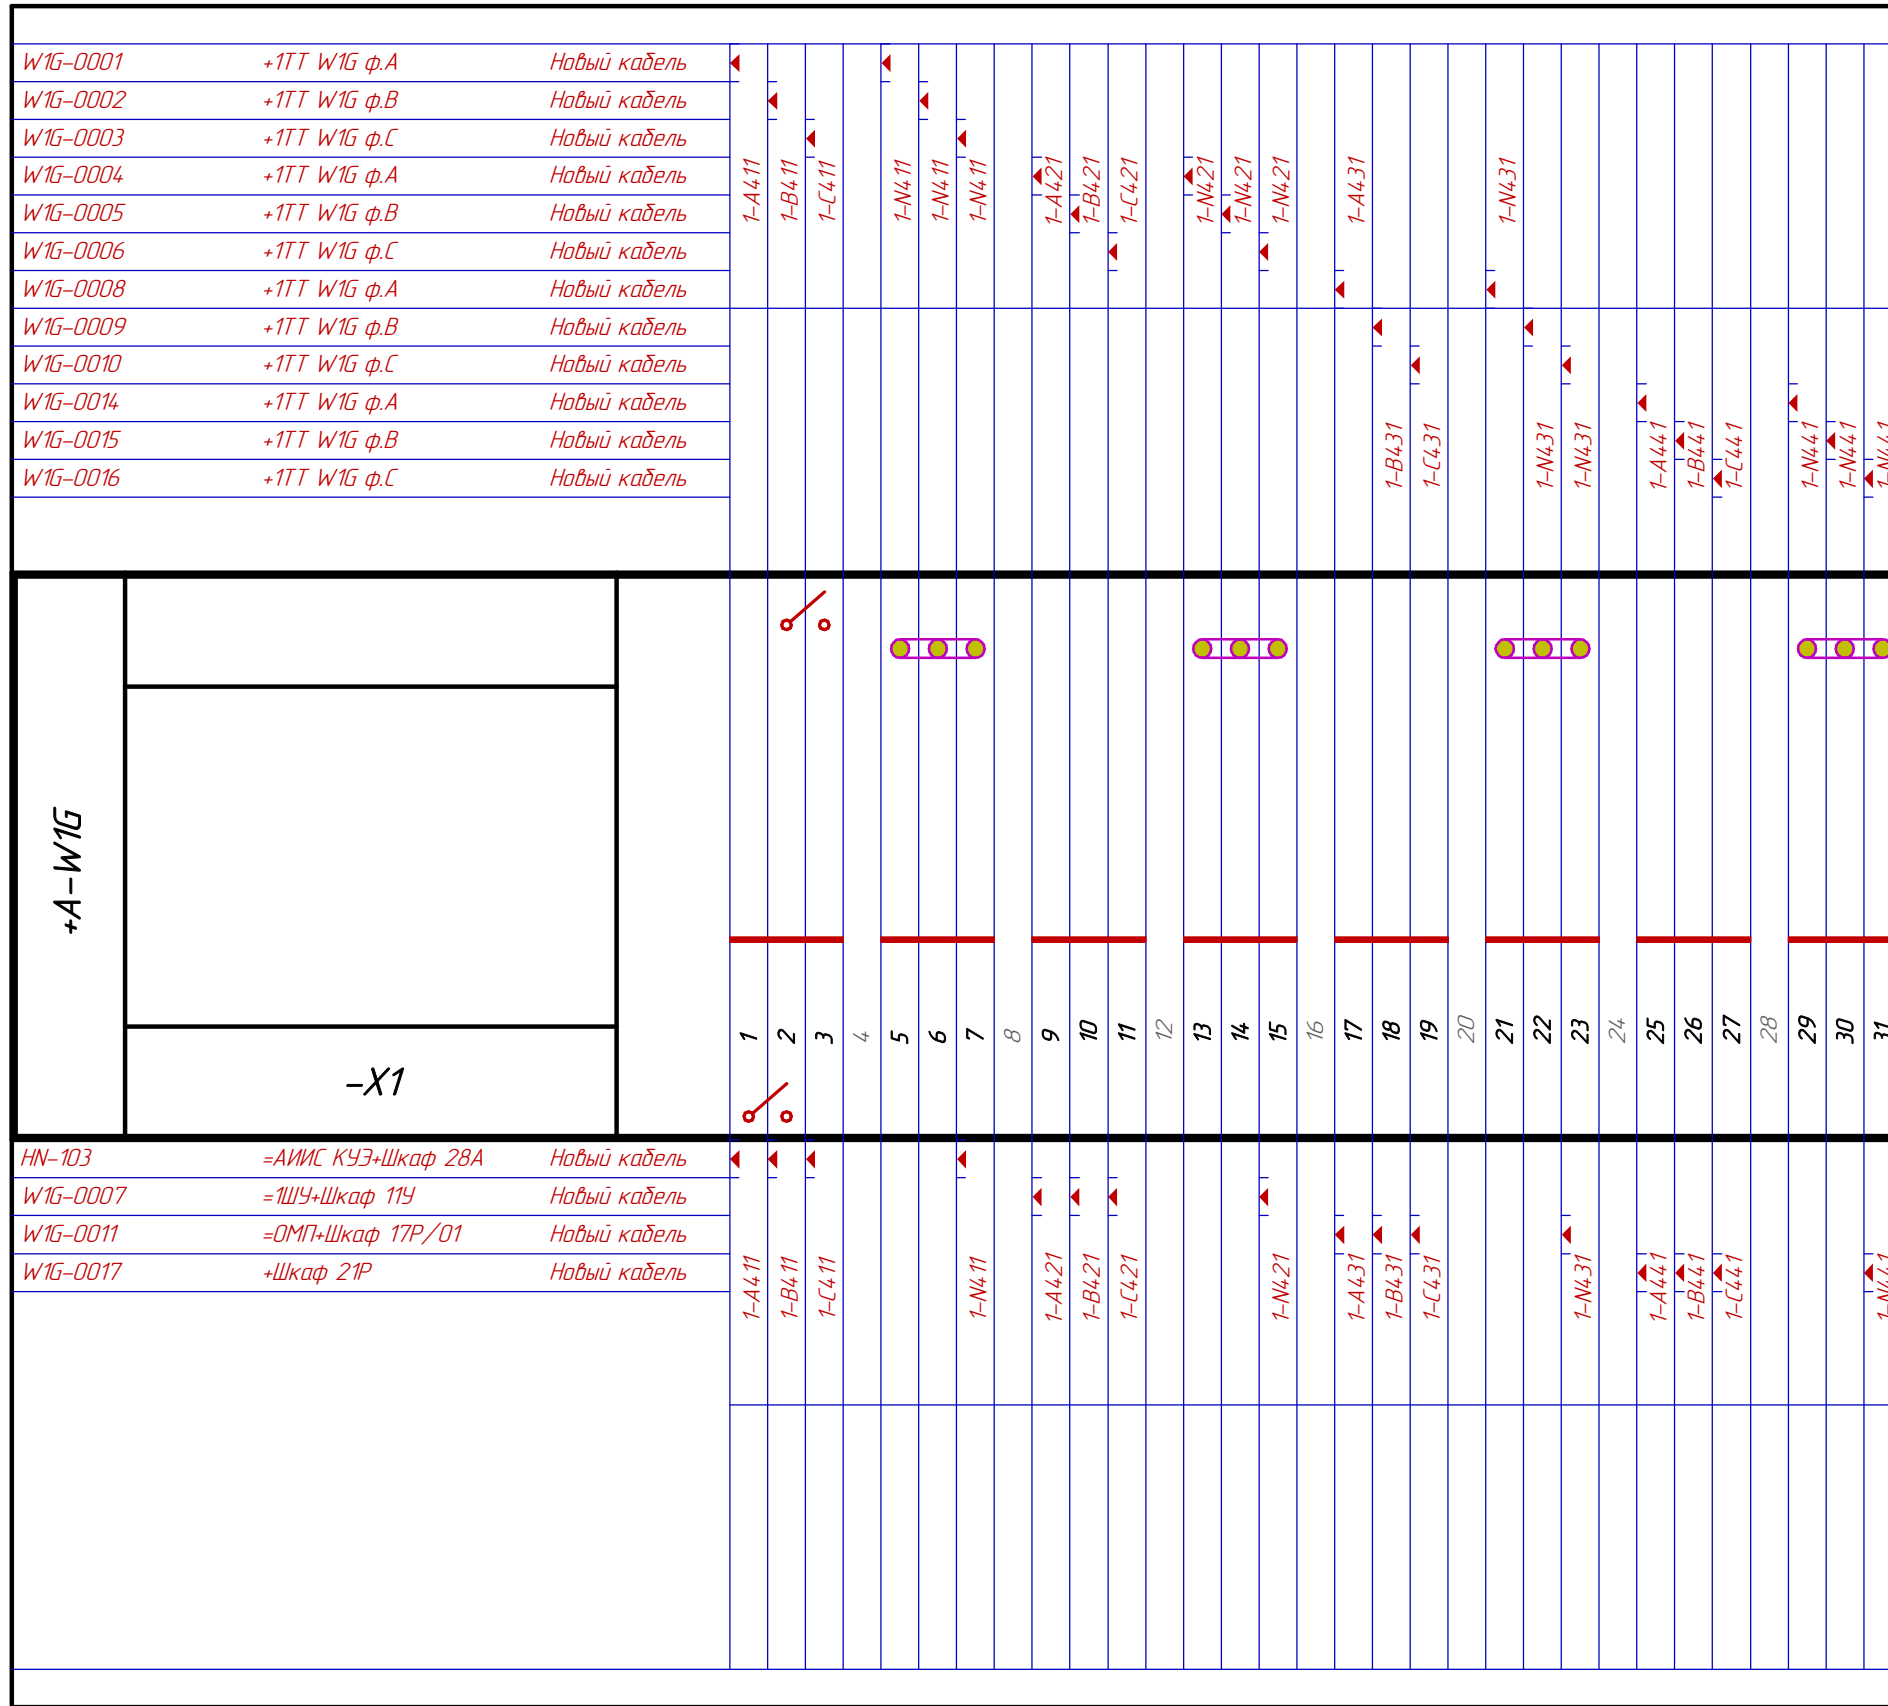 W1G-0001 +1ТТ W1G ф.А Новый кабель
W1G-0002 +1ТТ W1G ф.В Новый кабель
W1G-0003 +1ТТ W1G ф.С Новый кабель
W1G-0004 +1ТТ W1G ф.А Новый кабель
W1G-0005 +1ТТ W1G ф.В Новый кабель
W1G-0006 +1ТТ W1G ф.С Новый кабель
W1G-0008 +1ТТ W1G ф.А Новый кабель
W1G-0009 +1ТТ W1G ф.В Новый кабель
W1G-0010 +1ТТ W1G ф.С Новый кабель
W1G-0014 +1ТТ W1G ф.А Новый кабель
W1G-0015 +1ТТ W1G ф.В Новый кабель
W1G-0016 +1ТТ W1G ф.С Новый кабель
1-A411
1-B411
1-C411
1-N411
1-N411
1-N411
1-A421
1-B421
1-C421
1-N421
1-N421
1-N421
1-A431
1-B431
1-C431
1-N431
1-N431
1-N431
1-A441
1-B441
1-C441
1-N441
1-N441
1-N441
+A-W1G
-X1
1 2 3 4 5 6 7 8 9 10 11 12 13 14 15 16 17 18 19 20 21 22 23 24 25 26 27 28 29 30 31
HN-103 =АИИС КУЭ+Шкаф 28А Новый кабель
W1G-0007 =1ШУ+Шкаф 11У Новый кабель
W1G-0011 =ОМП+Шкаф 17Р/01 Новый кабель
W1G-0017 +Шкаф 21Р Новый кабель
1-A411
1-B411
1-C411
1-N411
1-A421
1-B421
1-C421
1-N421
1-A431
1-B431
1-C431
1-N431
1-A441
1-B441
1-C441
1-N441